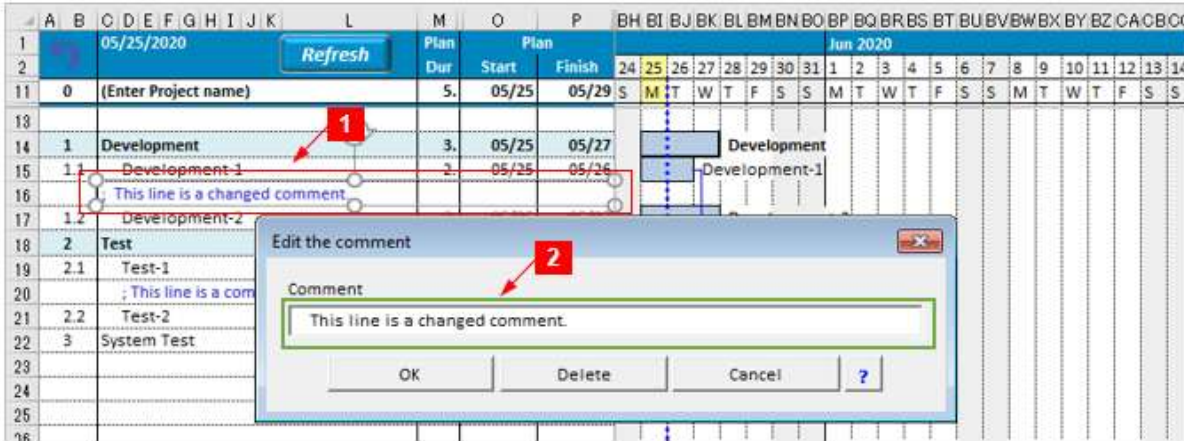 A B C D E F G H I J K L M O P BH BI BJ BK BL BM BN BO BP BQ BR BS BT BU BV BW BX BY BZ CA CB CC
1 05/25/2020 Refresh Plan Plan Jun 2020
2 Dur Start Finish 24 25 26 27 28 29 30 31 1 2 3 4 5 6 7 8 9 10 11 12 13 14
11 0 (Enter Project name) 5. 05/25 05/29 S M T W T F S S M T W T F S S M T W T F S S
13
1
14 1 Development 3. 05/25 05/27 Development
15 1.1 Development-1 2. 05/25 05/26 Development-1
16 ; This line is a changed comment.
17 1.2 Development-2
18 2 Test
Edit the comment
2
19 2.1 Test-1
20 ; This line is a com
Comment
21 2.2 Test-2
This line is a changed comment.
22 3 System Test
23
OK Delete Cancel ?
24
25
26